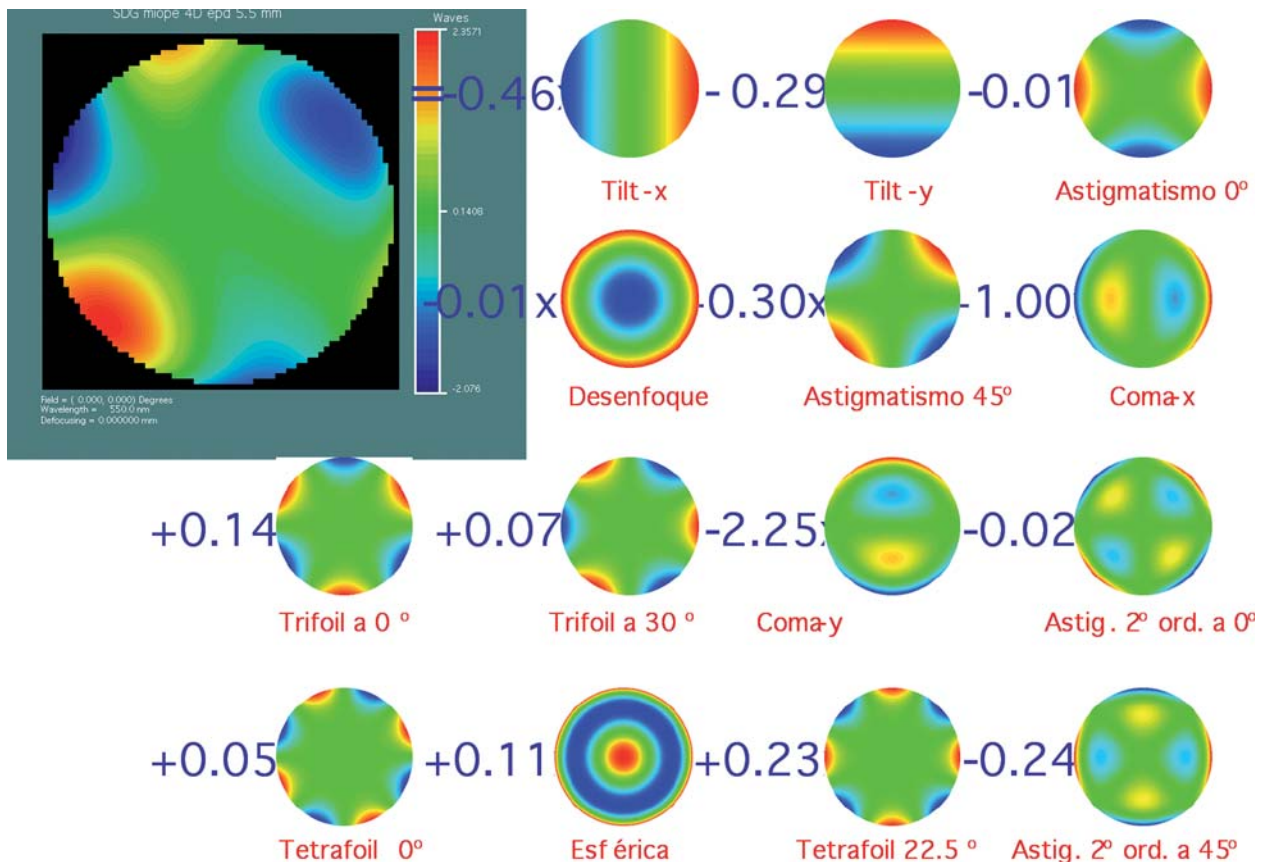 SDG miope 4D epd 5.5 mm
Waves
2.3571
0.1408
-2.076
Field = ( 0.000, 0.000) Degrees
Wavelength = 550.0 nm
Defocusing = 0.000000 mm
= -0.46x - 0.29 -0.01
Tilt-x Tilt-y Astigmatismo 0º
-0.01x -0.30x -1.00
Desenfoque Astigmatismo 45º Coma-x
+0.14 +0.07 -2.25x -0.02
Trifoil a 0 º Trifoil a 30 º Coma-y Astig. 2º ord. a 0º
+0.05 +0.11 +0.23 -0.24
Tetrafoil 0º Esf érica Tetrafoil 22.5 º Astig. 2º ord. a 45º